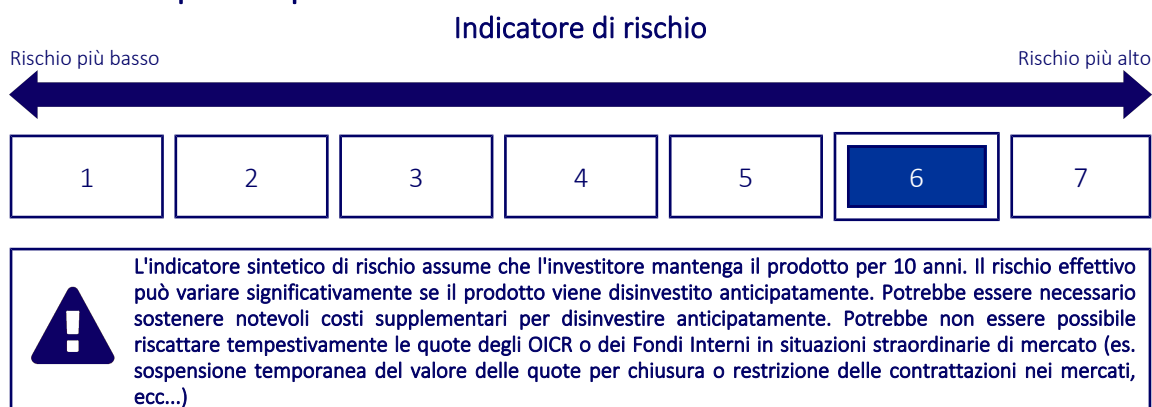 Indicatore di rischio
Rischio più basso
Rischio più alto
1 2 3 4 5 6 7
L'indicatore sintetico di rischio assume che l'investitore mantenga il prodotto per 10 anni. Il rischio effettivo
può variare significativamente se il prodotto viene disinvestito anticipatamente. Potrebbe essere necessario
sostenere notevoli costi supplementari per disinvestire anticipatamente. Potrebbe non essere possibile
riscattare tempestivamente le quote degli OICR o dei Fondi Interni in situazioni straordinarie di mercato (es.
sospensione temporanea del valore delle quote per chiusura o restrizione delle contrattazioni nei mercati,
ecc...)